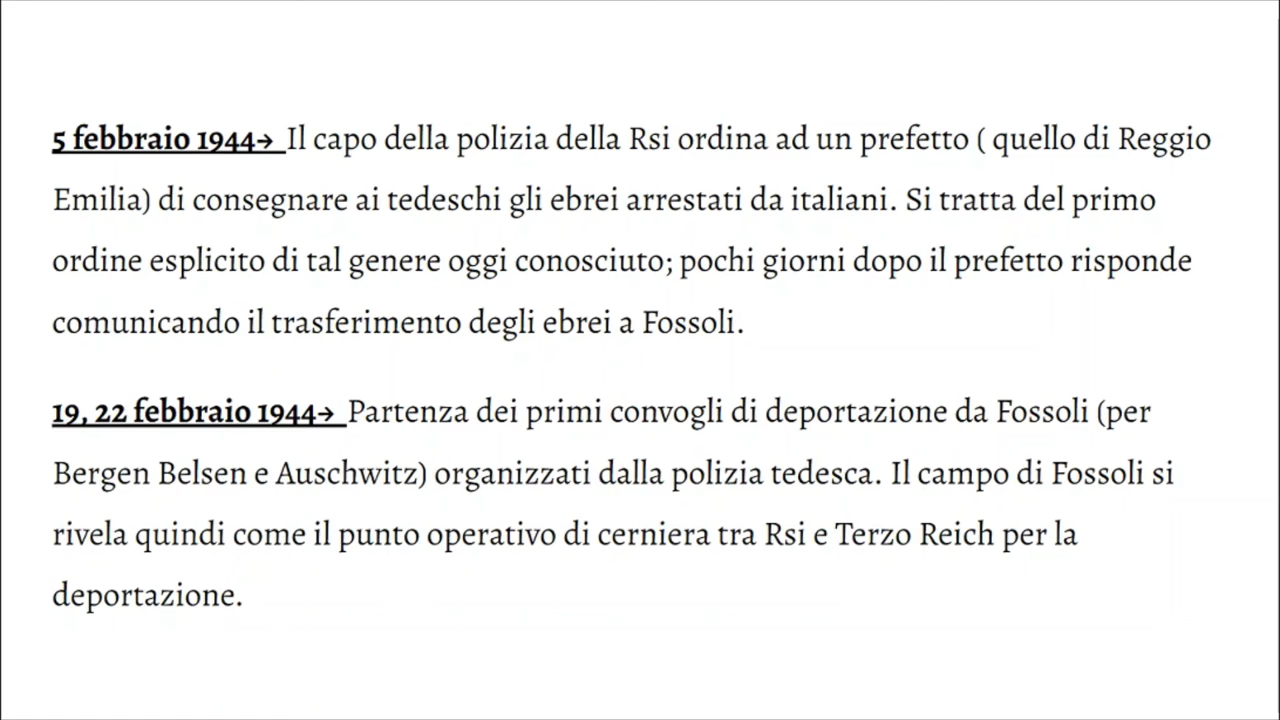 5 febbraio 1944→ Il capo della polizia della Rsi ordina ad un prefetto ( quello di Reggio
Emilia) di consegnare ai tedeschi gli ebrei arrestati da italiani. Si tratta del primo
ordine esplicito di tal genere oggi conosciuto; pochi giorni dopo il prefetto risponde
comunicando il trasferimento degli ebrei a Fossoli.
19, 22 febbraio 1944→ Partenza dei primi convogli di deportazione da Fossoli (per
Bergen Belsen e Auschwitz) organizzati dalla polizia tedesca. Il campo di Fossoli si
rivela quindi come il punto operativo di cerniera tra Rsi e Terzo Reich per la
deportazione.